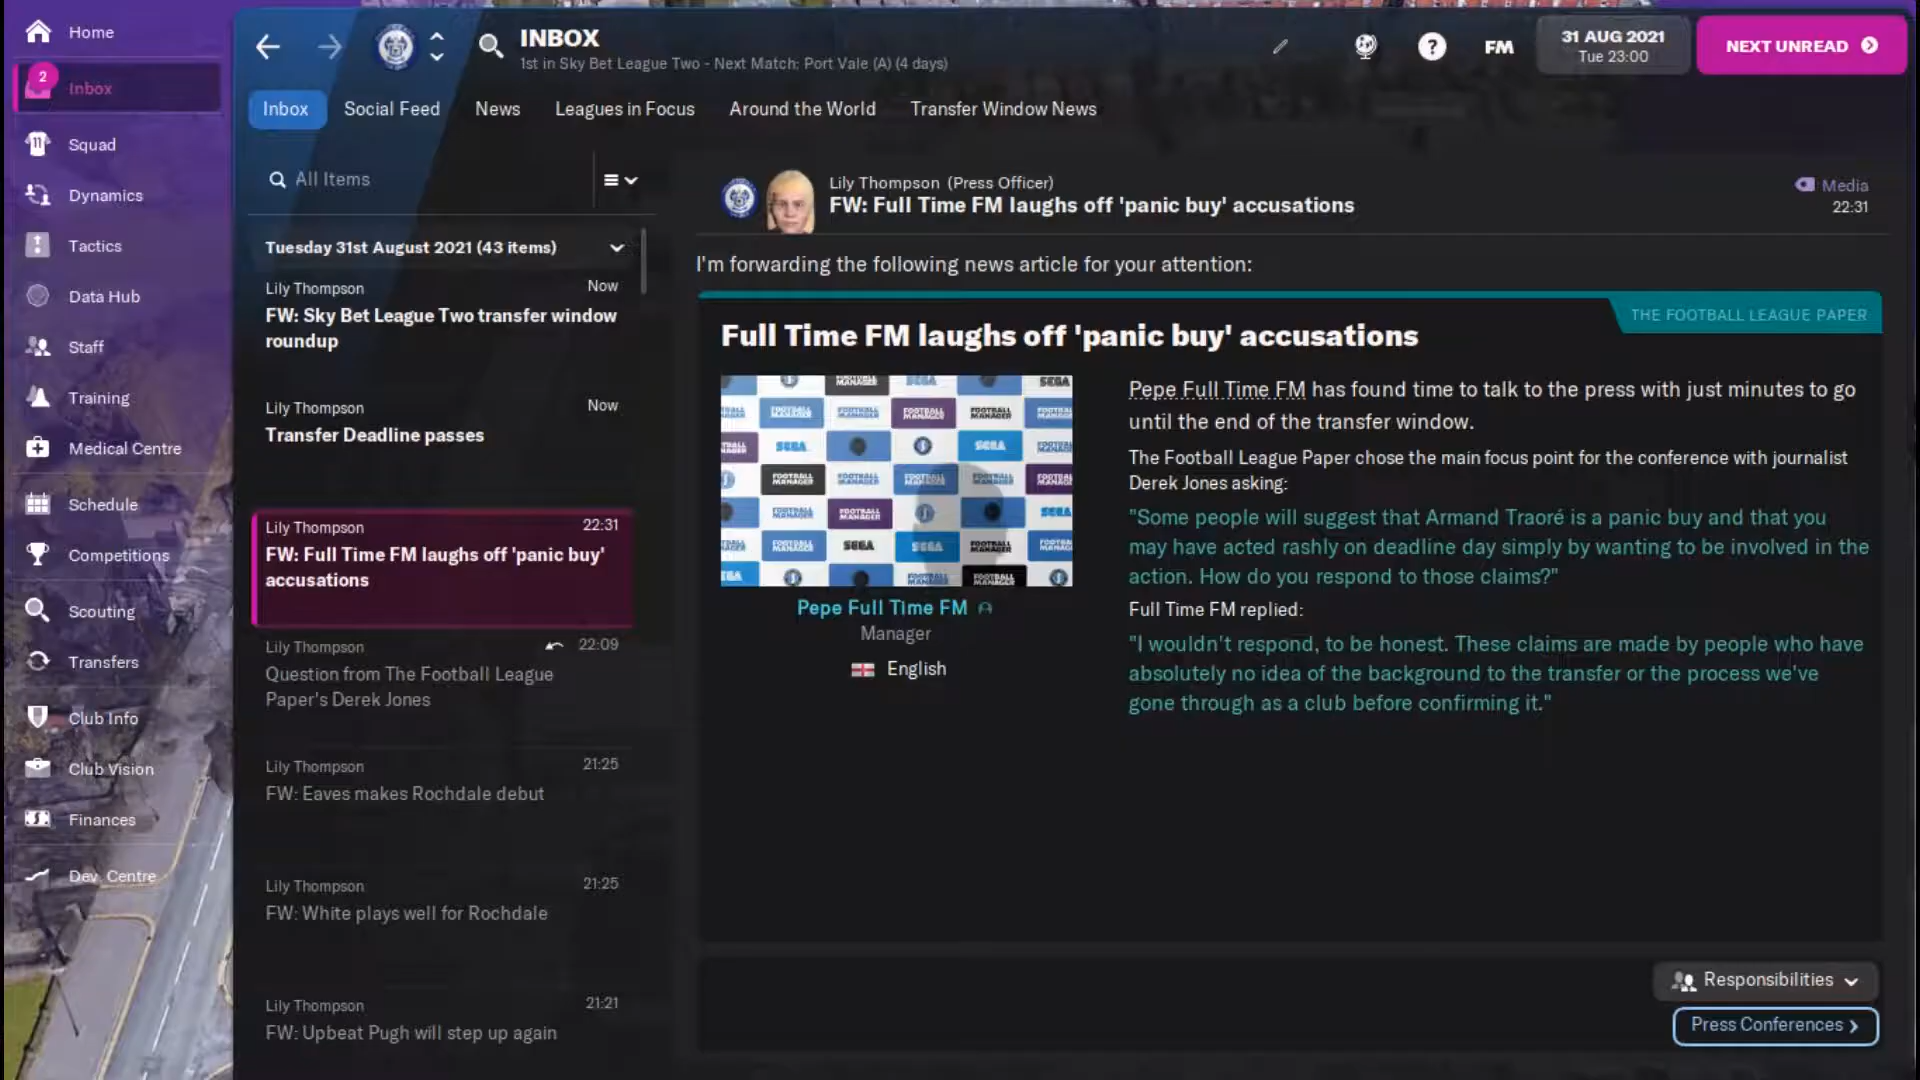 Home
2
Inbox
Squad
Dynamics
Tactics
Data Hub
Staff
Training
Medical Centre
Schedule
Competitions
Scouting
Transfers
Club Info
Club Vision
Finances
Dev. Centre
INBOX
1st in Sky Bet League Two - Next Match: Port Vale (A) (4 days)
?
FM
31 AUG 2021
Tue 23:00
NEXT UNREAD
Inbox
Social Feed
News
Leagues in Focus
Around the World
Transfer Window News
All Items
Tuesday 31st August 2021 (43 items)
Lily Thompson
Now
FW: Sky Bet League Two transfer window
roundup
Lily Thompson
Now
Transfer Deadline passes
Lily Thompson
22:31
FW: Full Time FM laughs off 'panic buy'
accusations
Lily Thompson
22:09
Question from The Football League
Paper's Derek Jones
Lily Thompson
21:25
FW: Eaves makes Rochdale debut
Lily Thompson
21:25
FW: White plays well for Rochdale
Lily Thompson
21:21
FW: Upbeat Pugh will step up again
Lily Thompson (Press Officer)
FW: Full Time FM laughs off 'panic buy' accusations
Media
22:31
I'm forwarding the following news article for your attention:
THE FOOTBALL LEAGUE PAPER
Full Time FM laughs off 'panic buy' accusations
FOOTBALL MANAGER
SEGA
Pepe Full Time FM
Manager
English
Pepe Full Time FM has found time to talk to the press with just minutes to go
until the end of the transfer window.
The Football League Paper chose the main focus point for the conference with journalist
Derek Jones asking:
"Some people will suggest that Armand Traoré is a panic buy and that you
may have acted rashly on deadline day simply by wanting to be involved in the
action. How do you respond to those claims?"
Full Time FM replied:
"I wouldn't respond, to be honest. These claims are made by people who have
absolutely no idea of the background to the transfer or the process we've
gone through as a club before confirming it."
Responsibilities
Press Conferences